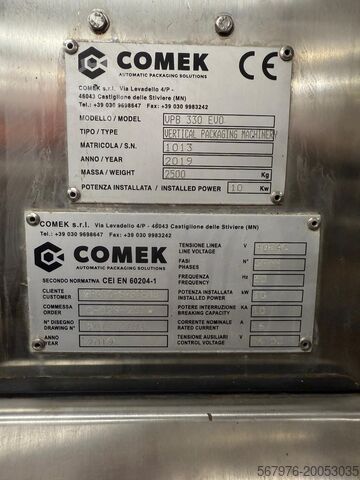 COMEK
AUTOMATIC PACKAGING SOLUTIONS
CE
COMEK s.r.l. Via Levadello 4/P -
46043 Castiglione delle Stiviere (MN)
Tel.: +39 030 9698647 Fax: +39 030 9983242
MODELLO / MODEL VPB 330 EVO
TIPO / TYPE VERTICAL PACKAGING MACHINERY
MATRICOLA / S.N. 1013
ANNO / YEAR 2019
MASSA / WEIGHT 2500 Kg
POTENZA INSTALLATA / INSTALLED POWER 10 Kw
COMEK s.r.l. Via Levadello 4/P - 46043 Castiglione delle Stiviere (MN)
Tel.: +39 030 9698647 Fax: +39 030 9983242
COMEK
AUTOMATIC PACKAGING SOLUTIONS
SECONDO NORMATIVA CEI EN 60204-1
CLIENTE
CUSTOMER
COMMESSA
ORDER
N° DISEGNO
DRAWING N°
ANNO
YEAR 2019
TENSIONE LINEA
LINE VOLTAGE V
FASI
PHASES N°
FREQUENZA
FREQUENCY Hz
POTENZA INSTALLATA
INSTALLED POWER kW
POTERE INTERRUZIONE
BREAKING CAPACITY KA
CORRENTE NOMINALE
RATED CURRENT A
TENSIONE AUSILIARI
CONTROL VOLTAGE V
567976-20053035